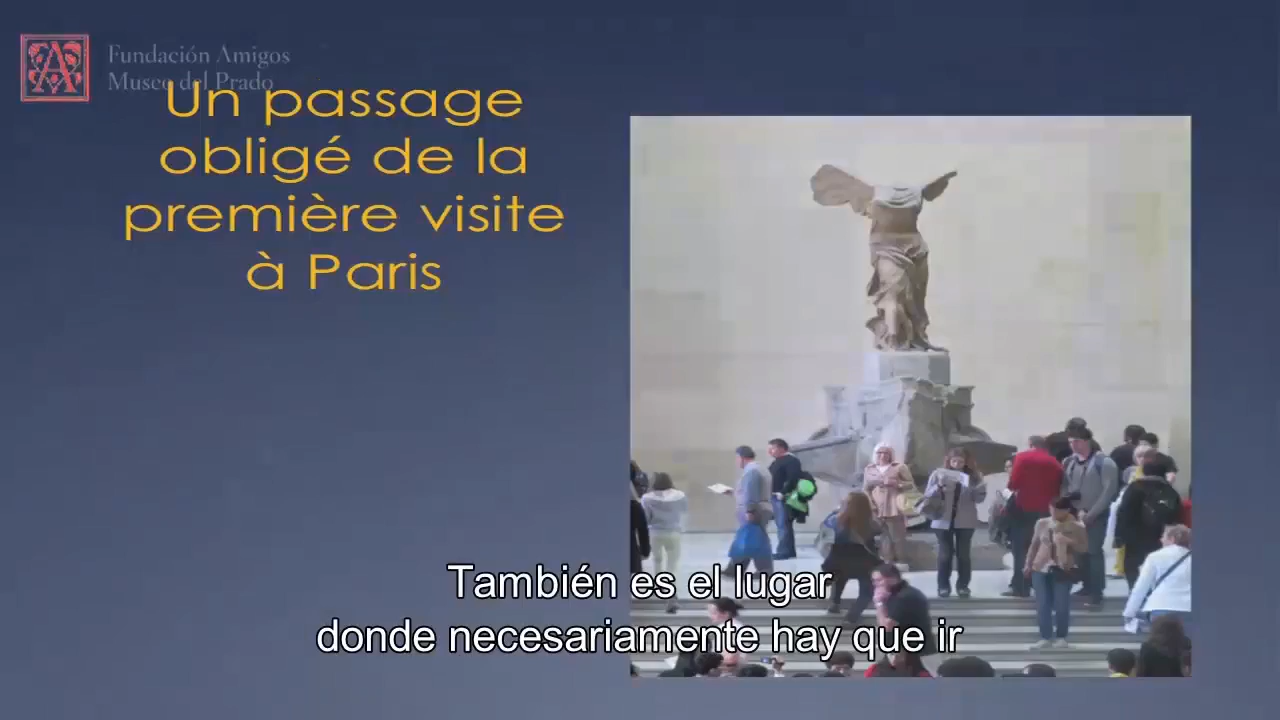 Fundación Amigos
Museo del Prado
Un passage
obligé de la
première visite
à Paris
También es el lugar
donde necesariamente hay que ir